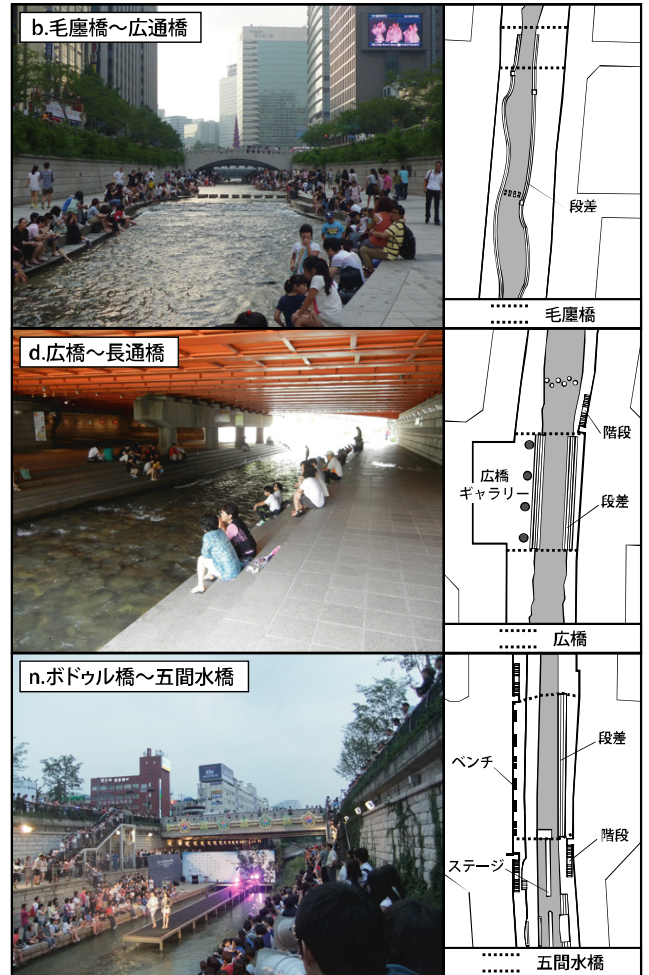 b.毛廛橋～広通橋
段差
毛廛橋
d.広橋～長通橋
階段
広橋
ギャラリー
段差
広橋
n.ボドゥル橋～五間水橋
段差
ベンチ
階段
ステージ
五間水橋